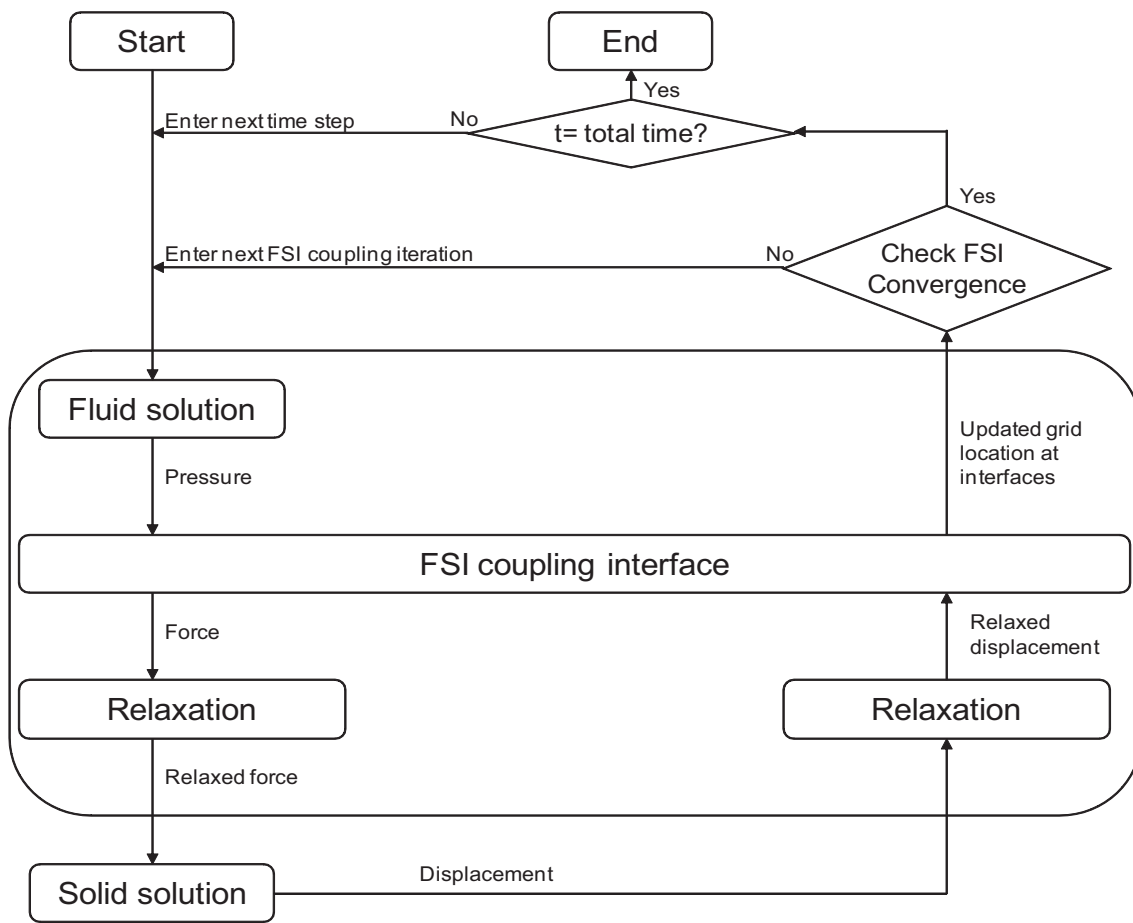 Start
End
Yes
No
Enter next time step
t= total time?
Yes
No
Enter next FSI coupling iteration
Check FSI
Convergence
Fluid solution
Pressure
Updated grid
location at
interfaces
FSI coupling interface
Force
Relaxed
displacement
Relaxation
Relaxation
Relaxed force
Displacement
Solid solution